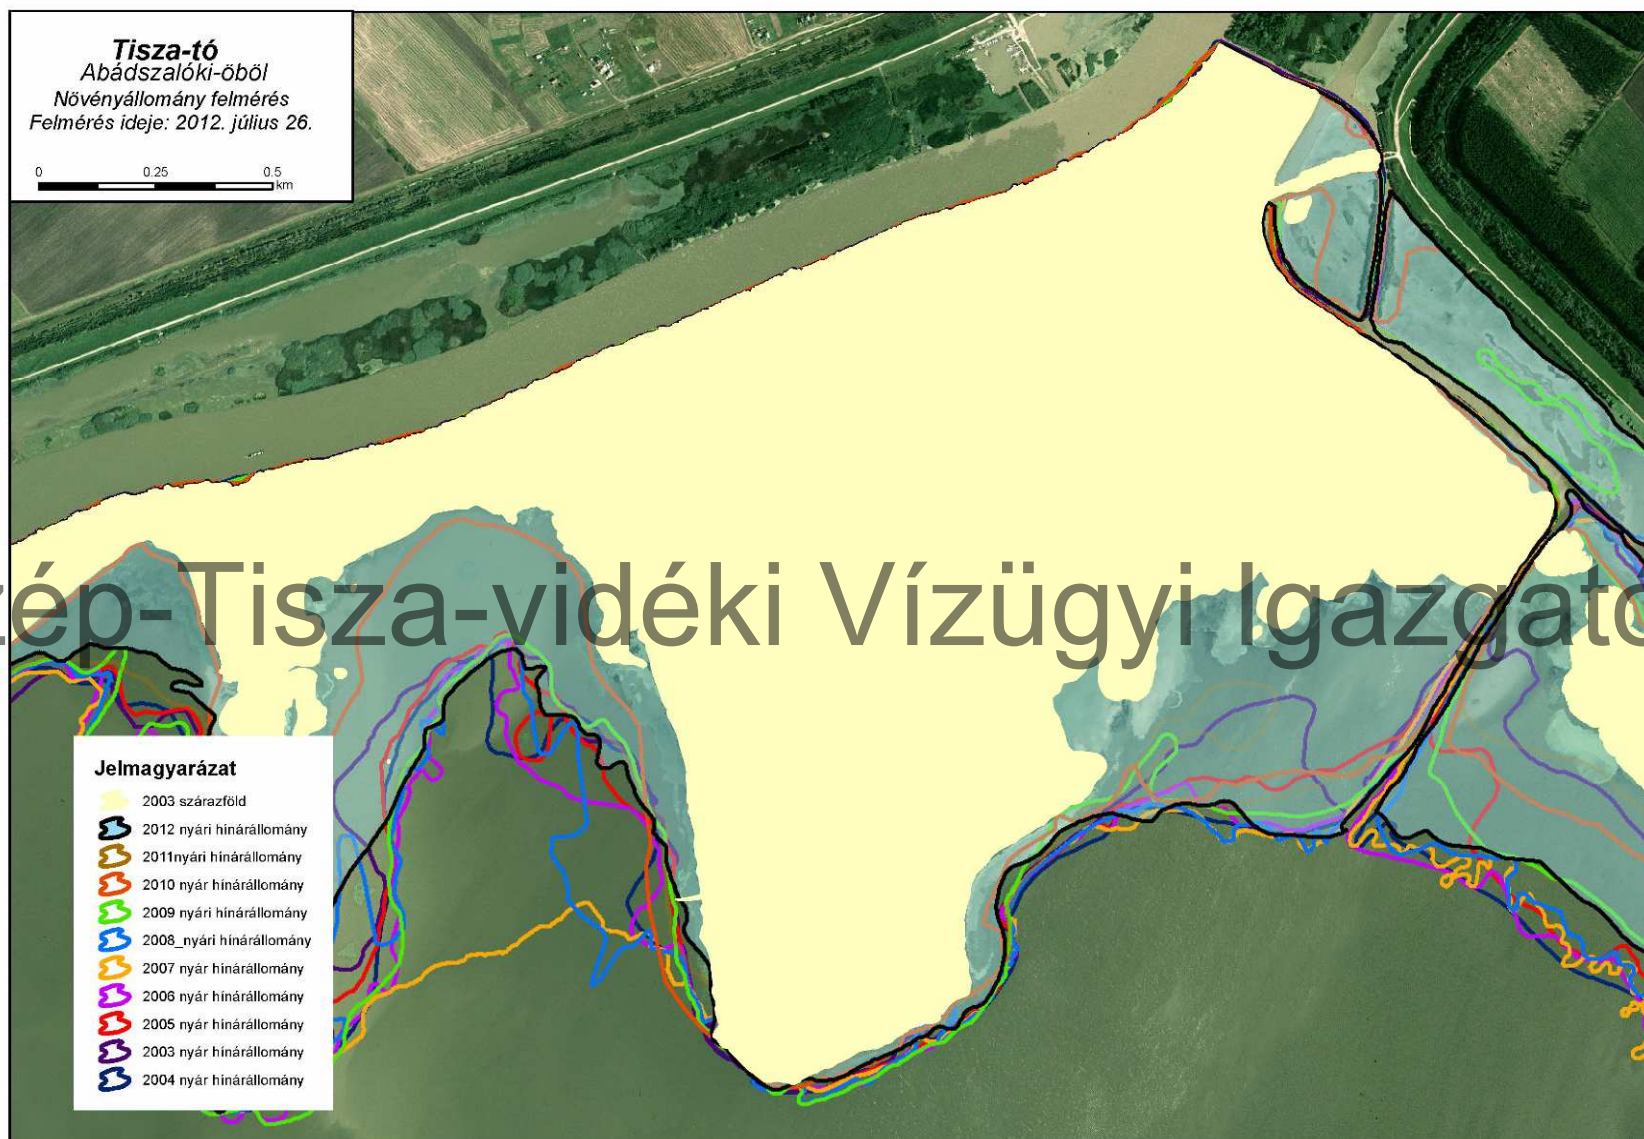 Tisza-tó
Abádszalóki-öböl
Növényállomány felmérés
Felmérés ideje: 2012. július 26.
0 0.25 0.5
km
zép-Tisza-vidéki Vízügyi Igazgató
Jelmagyarázat
2003 szárazföld
2012 nyári hínárállomány
2011nyári hínárállomány
2010 nyár hínárállomány
2009 nyári hínárállomány
2008_nyári hínárállomány
2007 nyár hínárállomány
2006 nyár hínárállomány
2005 nyár hínárállomány
2003 nyár hínárállomány
2004 nyár hínárállomány